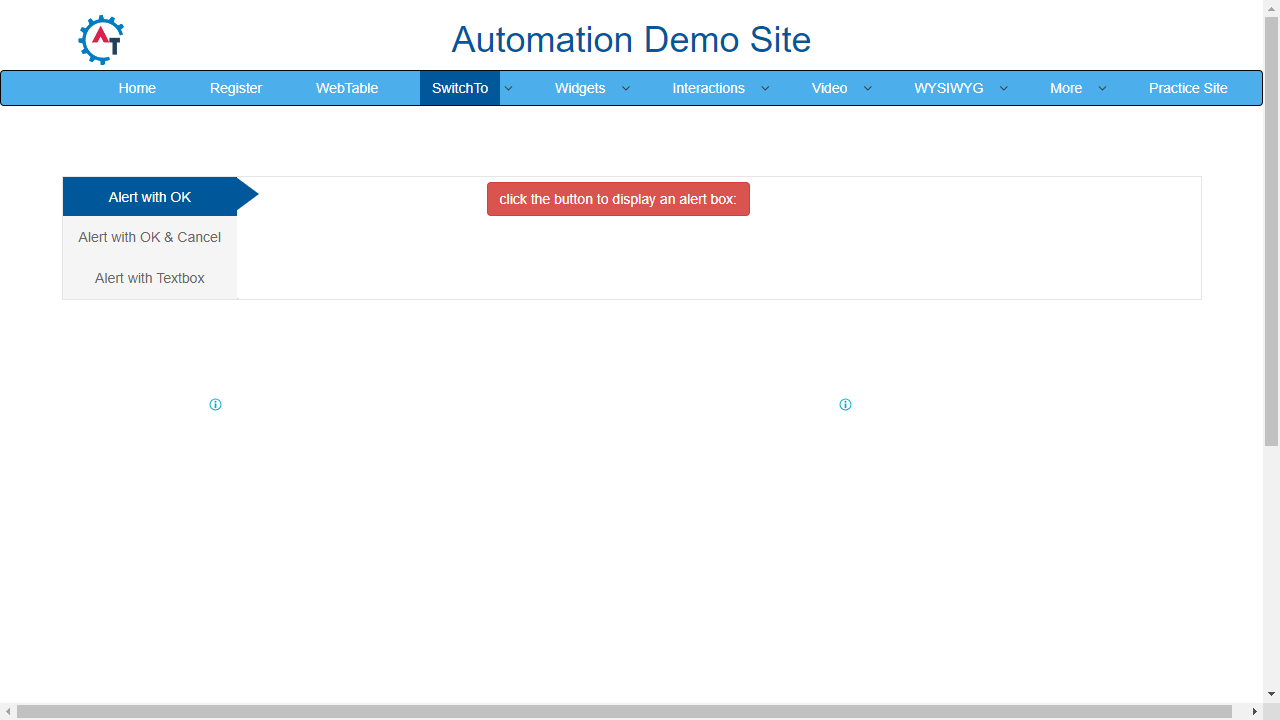 AT
Automation Demo Site
Home Register WebTable SwitchTo Widgets Interactions Video WYSIWYG More Practice Site
Alert with OK
click the button to display an alert box:
Alert with OK & Cancel
Alert with Textbox